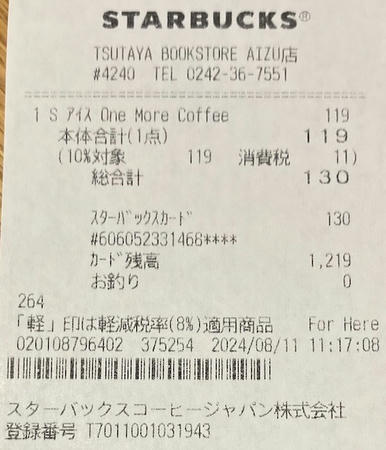 STARBUCKS®
TSUTAYA BOOKSTORE AIZU店
#4240 TEL 0242-36-7551
1 S アイス One More Coffee 119
本体合計(1点) 119
(10%対象 119 消費税 11)
総合計 130
スターバックスカード 130
#606052331468****
カード残高 1,219
お釣り 0
264
「軽」印は軽減税率(8%)適用商品 For Here
020108796402 375254 2024/08/11 11:17:08
スターバックスコーヒージャパン株式会社
登録番号 T7011001031943